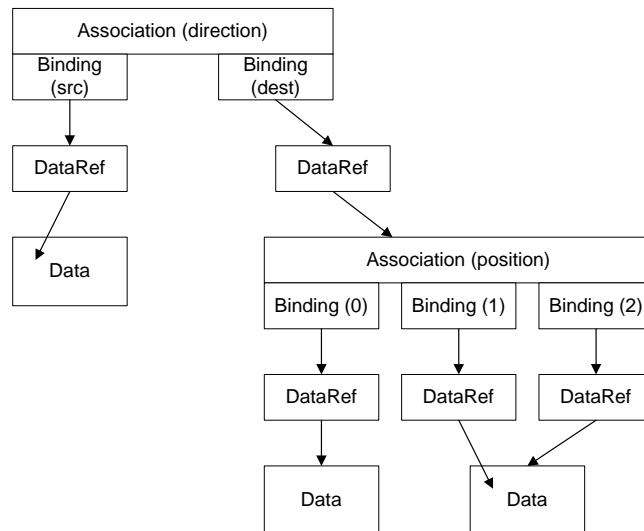 Association (direction)
Binding
(src)
Binding
(dest)
DataRef
DataRef
Data
Association (position)
Binding (0)
Binding (1)
Binding (2)
DataRef
DataRef
DataRef
Data
Data